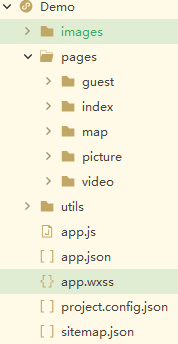 Demo
images
pages
guest
index
map
picture
video
utils
app.js
app.json
app.wxss
project.config.json
sitemap.json